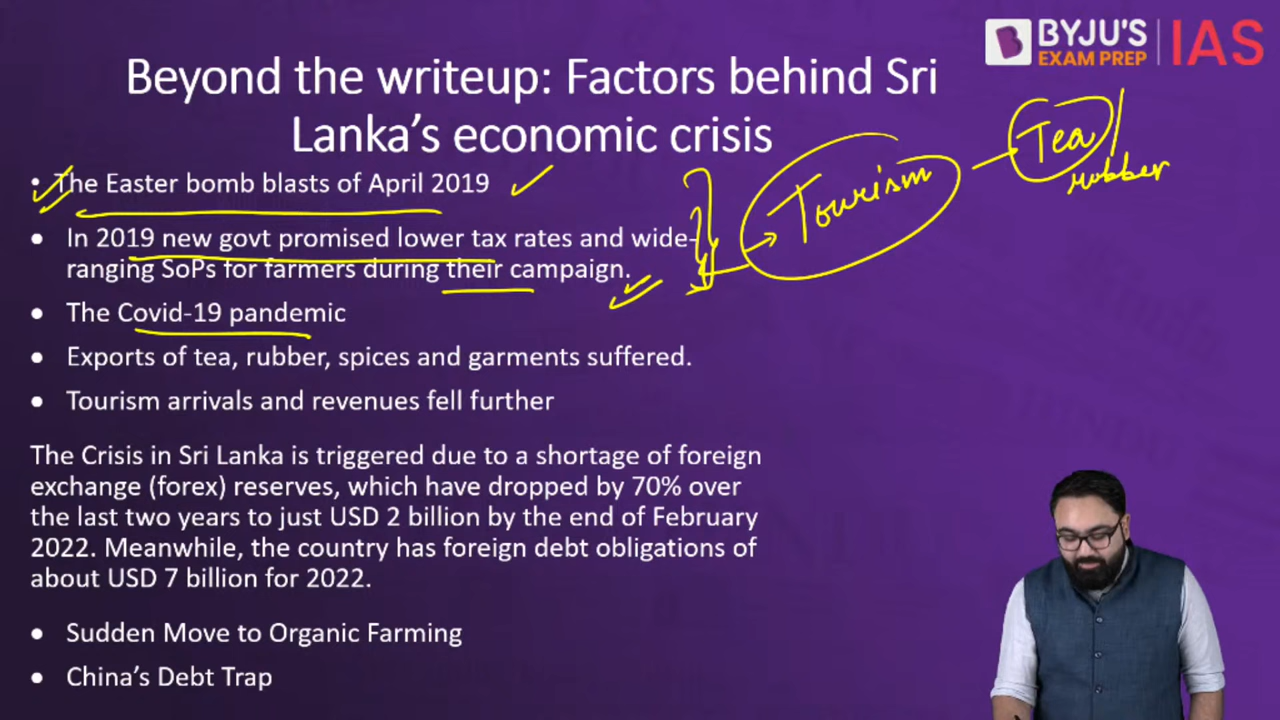 BYJU'S
EXAM PREP
IAS
Beyond the writeup: Factors behind Sri
Lanka's economic crisis
• The Easter bomb blasts of April 2019
• In 2019 new govt promised lower tax rates and wide-
ranging SoPs for farmers during their campaign.
• The Covid-19 pandemic
• Exports of tea, rubber, spices and garments suffered.
• Tourism arrivals and revenues fell further
Tourism
Tea/
rubber
The Crisis in Sri Lanka is triggered due to a shortage of foreign
exchange (forex) reserves, which have dropped by 70% over
the last two years to just USD 2 billion by the end of February
2022. Meanwhile, the country has foreign debt obligations of
about USD 7 billion for 2022.
• Sudden Move to Organic Farming
• China's Debt Trap